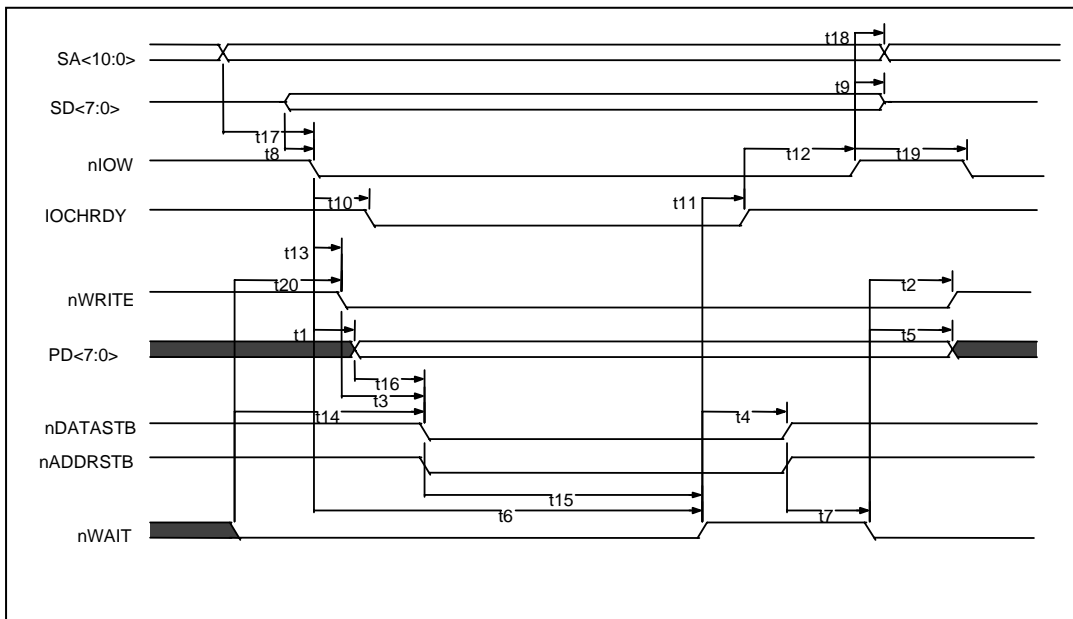 t18
SA<10:0>
t9
SD<7:0>
t17
t8
t12
nIOW
t19
t10
t11
IOCHRDY
t13
t20
t2
nWRITE
t1
t5
PD<7:0>
t16
t3
t14
t4
nDATASTB
nADDRSTB
t15
t6
t7
nWAIT